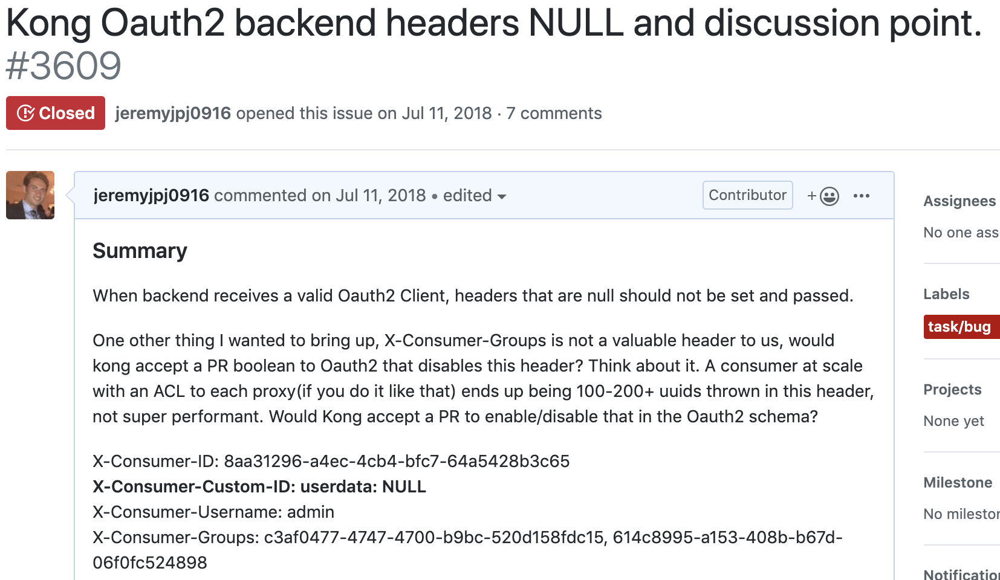 Kong Oauth2 backend headers NULL and discussion point.
#3609
Closed jeremyjpj0916 opened this issue on Jul 11, 2018 · 7 comments
jeremyjpj0916 commented on Jul 11, 2018 • edited
Contributor
Summary
When backend receives a valid Oauth2 Client, headers that are null should not be set and passed.
One other thing I wanted to bring up, X-Consumer-Groups is not a valuable header to us, would
kong accept a PR boolean to Oauth2 that disables this header? Think about it. A consumer at scale
with an ACL to each proxy(if you do it like that) ends up being 100-200+ uuids thrown in this header,
not super performant. Would Kong accept a PR to enable/disable that in the Oauth2 schema?
X-Consumer-ID: 8aa31296-a4ec-4cb4-bfc7-64a5428b3c65
X-Consumer-Custom-ID: userdata: NULL
X-Consumer-Username: admin
X-Consumer-Groups: c3af0477-4747-4700-b9bc-520d158fdc15, 614c8995-a153-408b-b67d-
06f0fc524898
Assignees
No one ass
Labels
task/bug
Projects
None yet
Milestone
No mileston
Notification